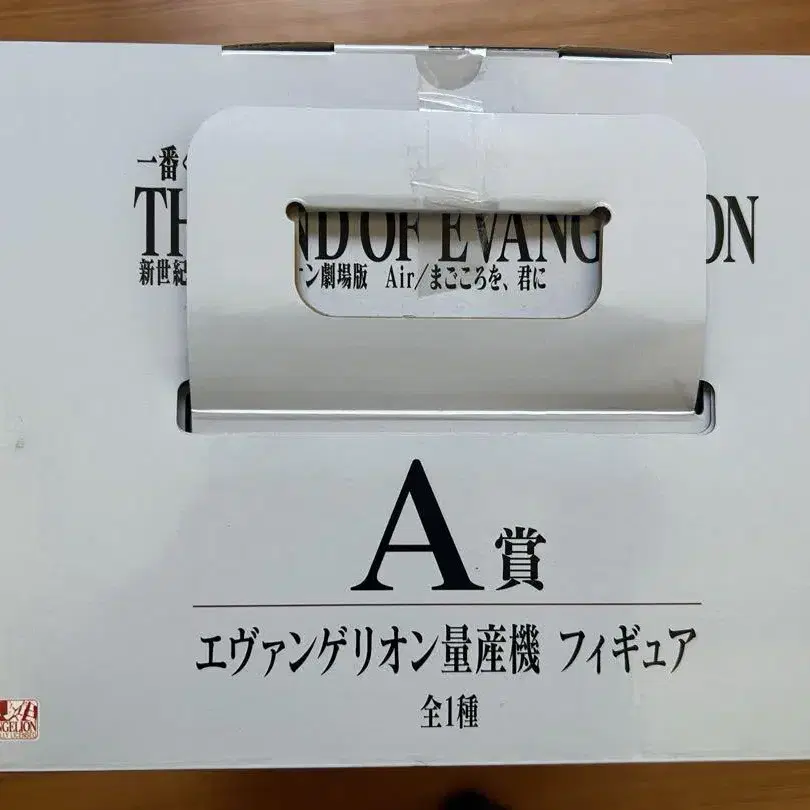 一番く
TH ND OF EVANG ON
新世紀 ン劇場版 Air/まごころを、君に
A賞
エヴァンゲリオン量産機 フィギュア
全1種